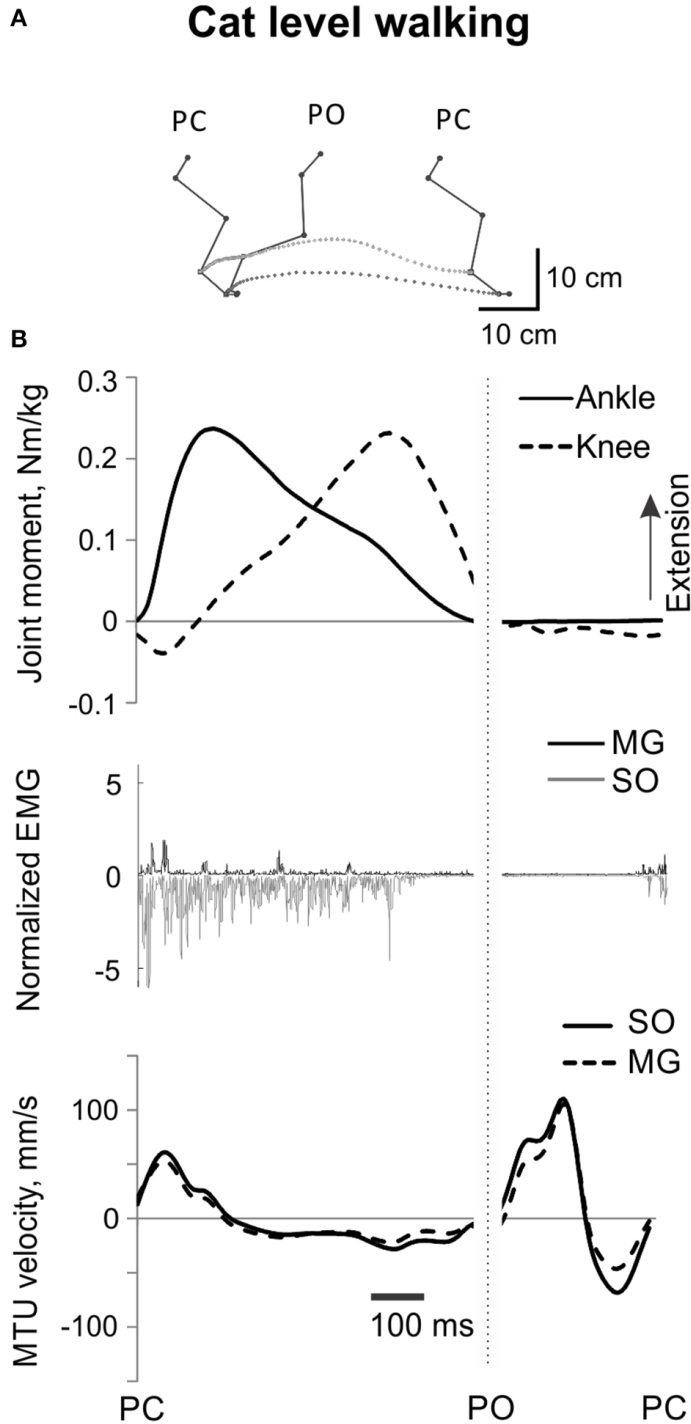 A
Cat level walking
PC
PO
PC
10 cm
10 cm
B
0.3
0.2
0.1
0
-0.1
Joint moment, Nm/kg
Ankle
Knee
Extension
MG
SO
5
0
-5
Normalized EMG
SO
MG
100
0
-100
MTU velocity, mm/s
100 ms
PC
PO
PC